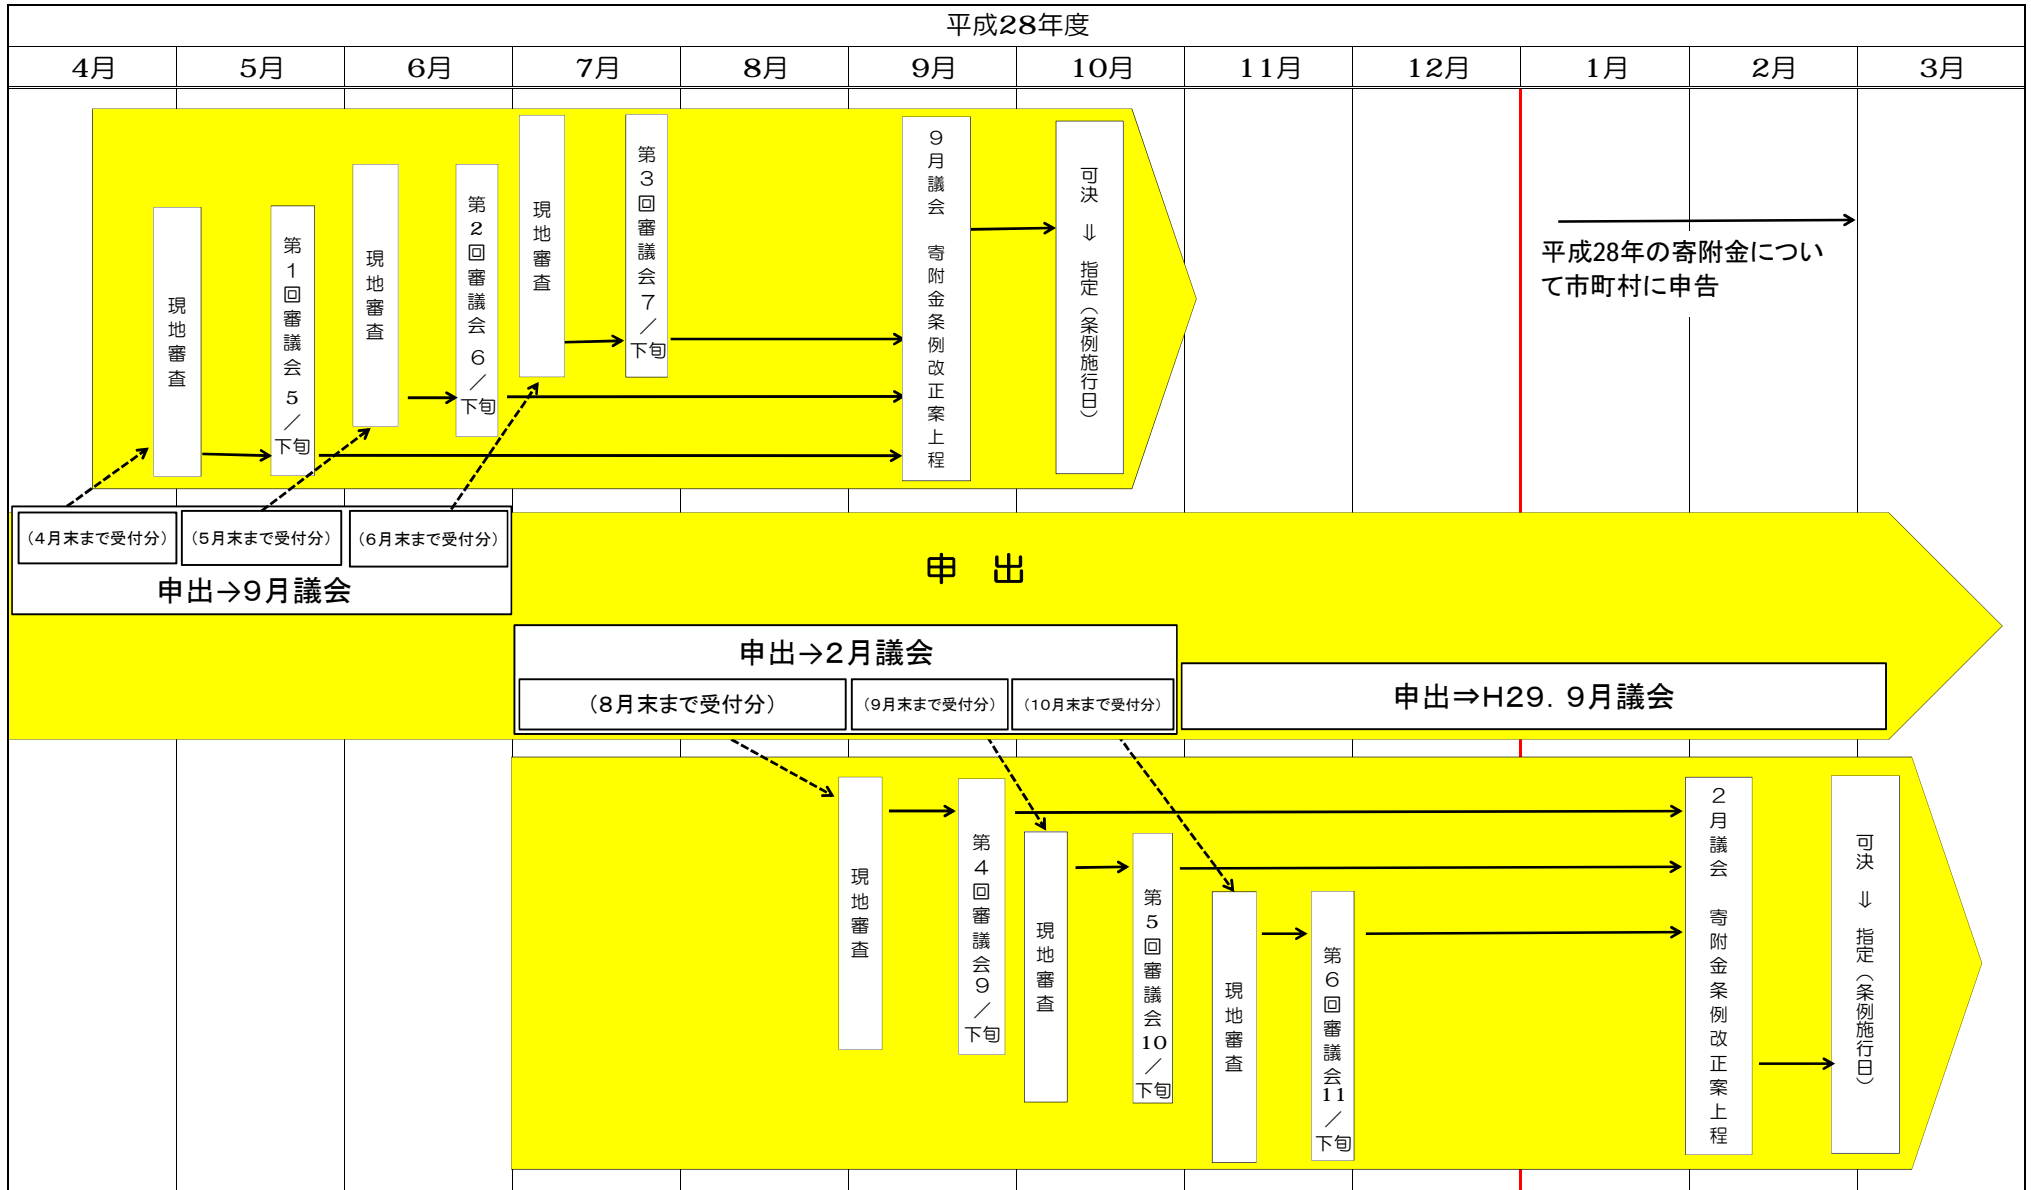 平成28年度
4月 5月 6月 7月 8月 9月 10月 11月 12月 1月 2月 3月
現地審査
第1回審議会 5／下旬
現地審査
第2回審議会 6／下旬
現地審査
第3回審議会 7／下旬
9月議会 寄附金条例改正案上程
可決 ⇓ 指定（条例施行日）
平成28年の寄附金につい
て市町村に申告
（4月末まで受付分）
（5月末まで受付分）
（6月末まで受付分）
申出→9月議会
申 出
申出→2月議会
（8月末まで受付分）
（9月末まで受付分）
（10月末まで受付分）
申出⇒H29．9月議会
現地審査
第4回審議会9／下旬
現地審査
第5回審議会10／下旬
現地審査
第6回審議会11／下旬
2月議会 寄附金条例改正案上程
可決 ⇓ 指定（条例施行日）